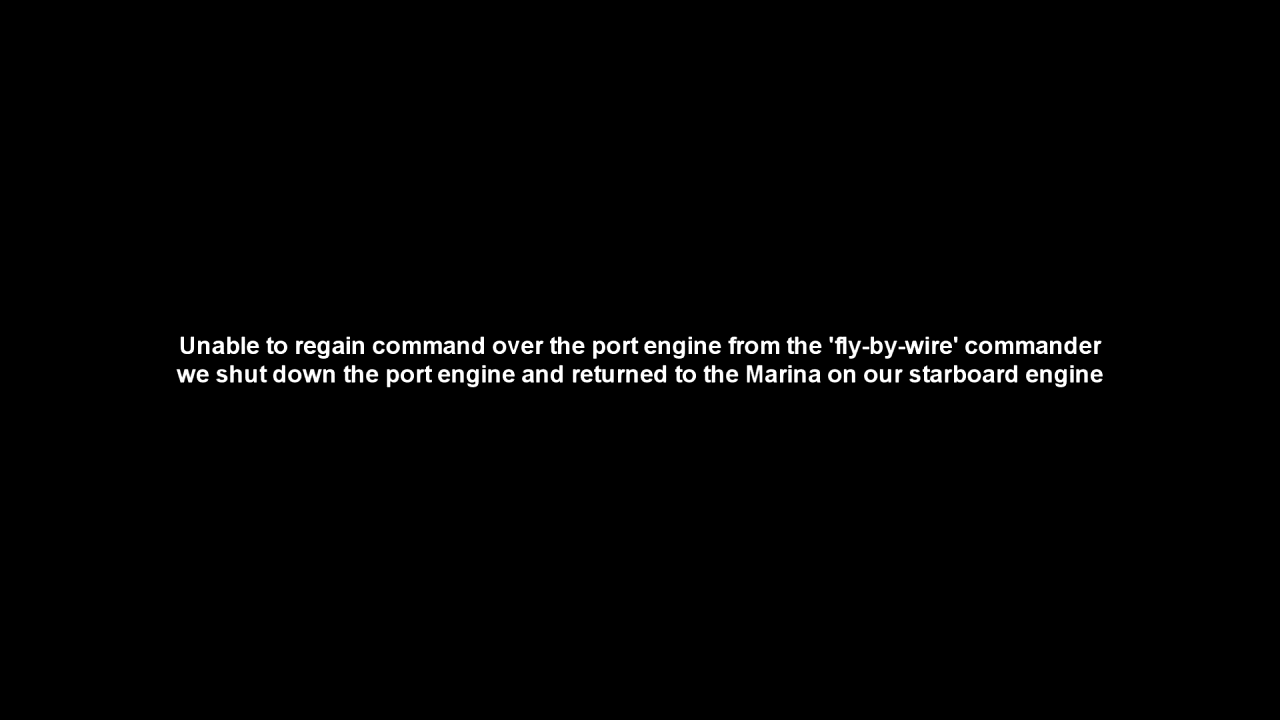 Unable to regain command over the port engine from the 'fly-by-wire' commander
we shut down the port engine and returned to the Marina on our starboard engine